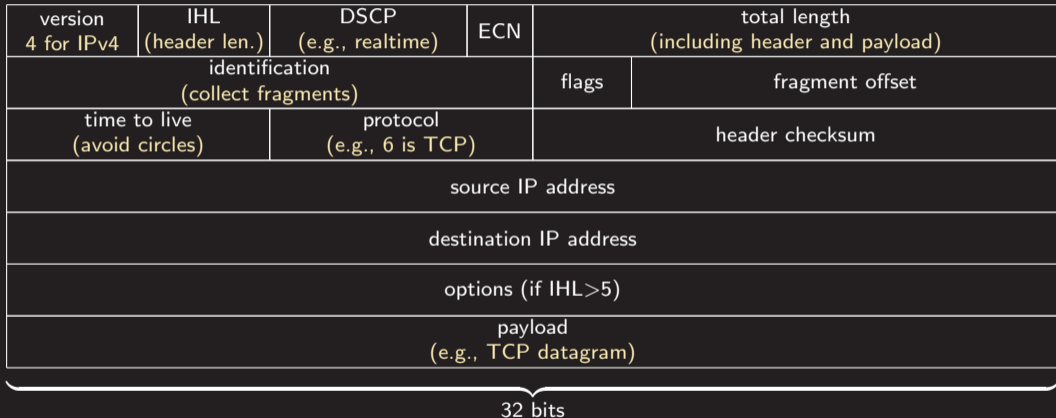 version
4 for IPv4
IHL
(header len.)
DSCP
(e.g., realtime)
ECN
total length
(including header and payload)
identification
(collect fragments)
flags
fragment offset
time to live
(avoid circles)
protocol
(e.g., 6 is TCP)
header checksum
source IP address
destination IP address
options (if IHL>5)
payload
(e.g., TCP datagram)
32 bits